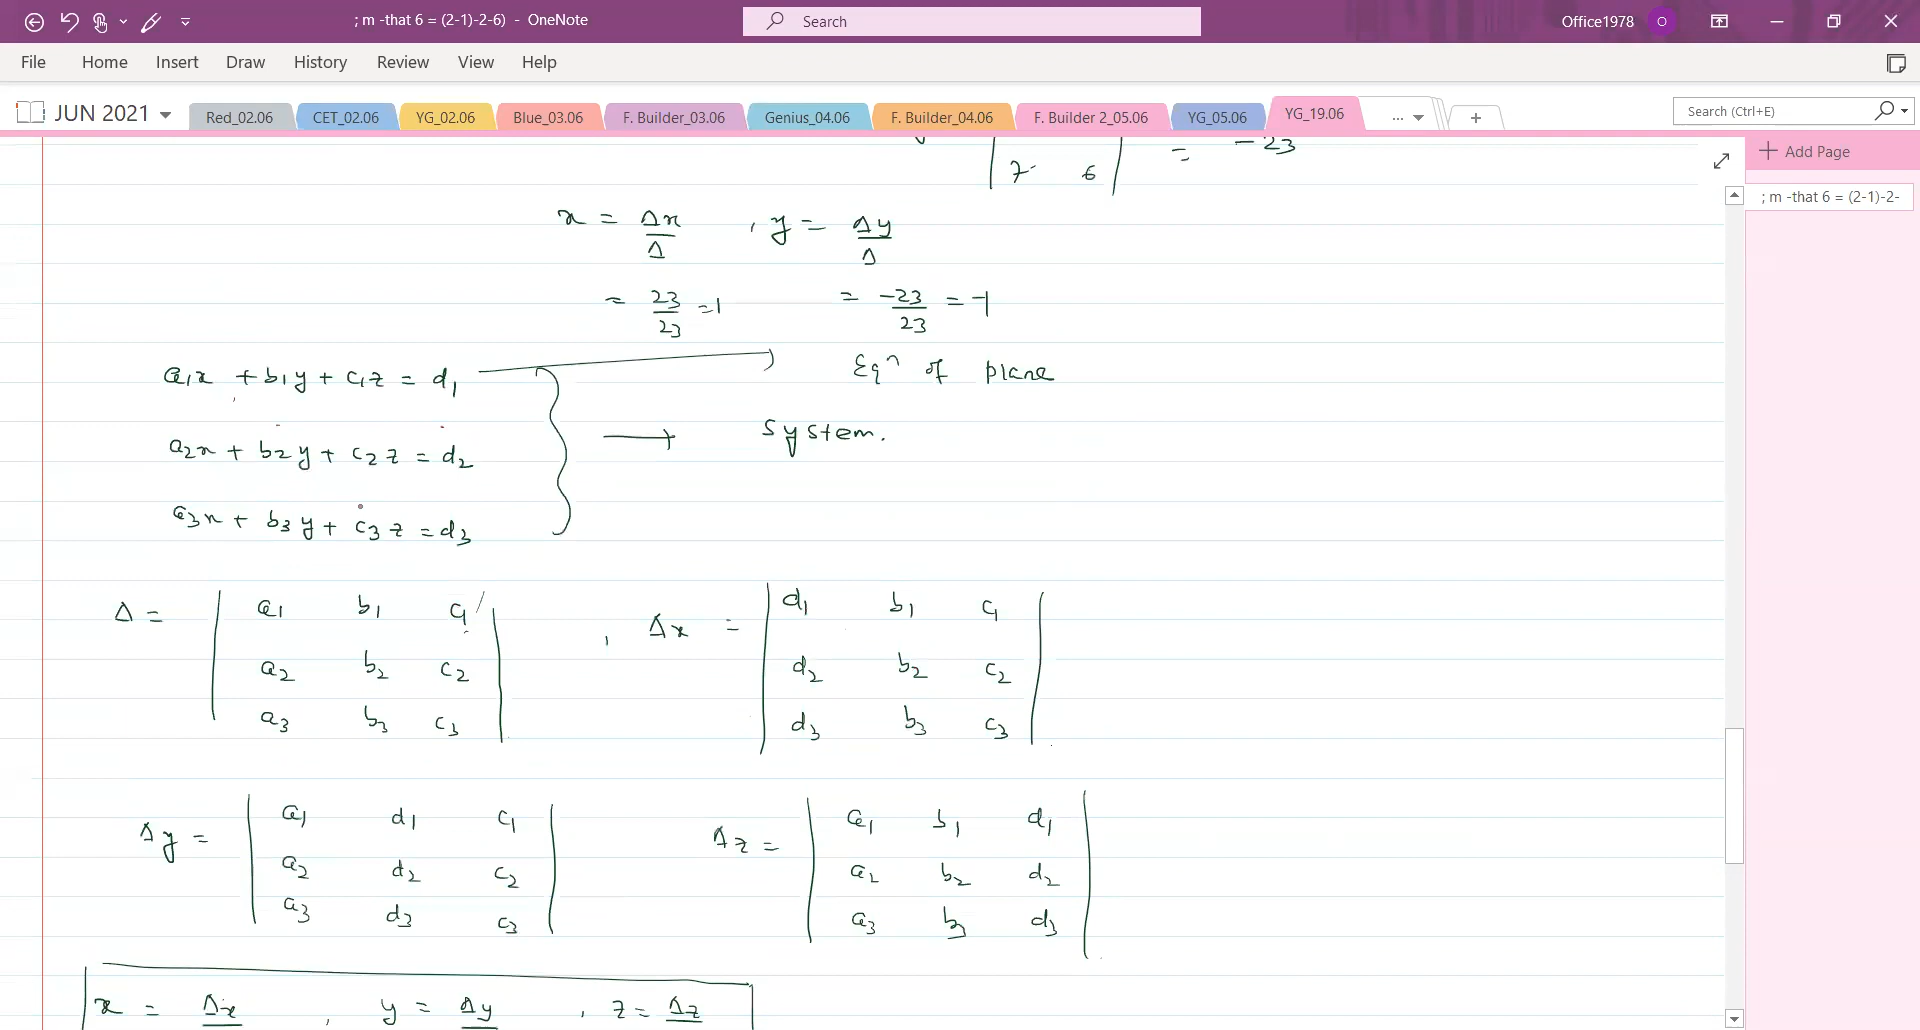 ; m -that 6 = (2-1)-2-6) - OneNote
Search
Office1978 O
File Home Insert Draw History Review View Help
JUN 2021
Red_02.06 CET_02.06 YG_02.06 Blue_03.06 F. Builder_03.06 Genius_04.06 F. Builder_04.06 F. Builder 2_05.06 YG_05.06 YG_19.06 ... +
Search (Ctrl+E)
+ Add Page
; m -that 6 = (2-1)-2-
= -23
7 6
x = Δx/Δ , y = Δy/Δ
= 23/23 = 1 = -23/23 = -1
a₁x + b₁y + c₁z = d₁ Eqⁿ of plane
a₂x + b₂y + c₂z = d₂ → System.
a₃x + b₃y + c₃z = d₃
Δ = | a₁ b₁ c₁ | , Δx = | d₁ b₁ c₁ |
| a₂ b₂ c₂ | | d₂ b₂ c₂ |
| a₃ b₃ c₃ | | d₃ b₃ c₃ |
Δy = | a₁ d₁ c₁ | Δz = | a₁ b₁ d₁ |
| a₂ d₂ c₂ | | a₂ b₂ d₂ |
| a₃ d₃ c₃ | | a₃ b₃ d₃ |
x = Δx , y = Δy , z = Δz